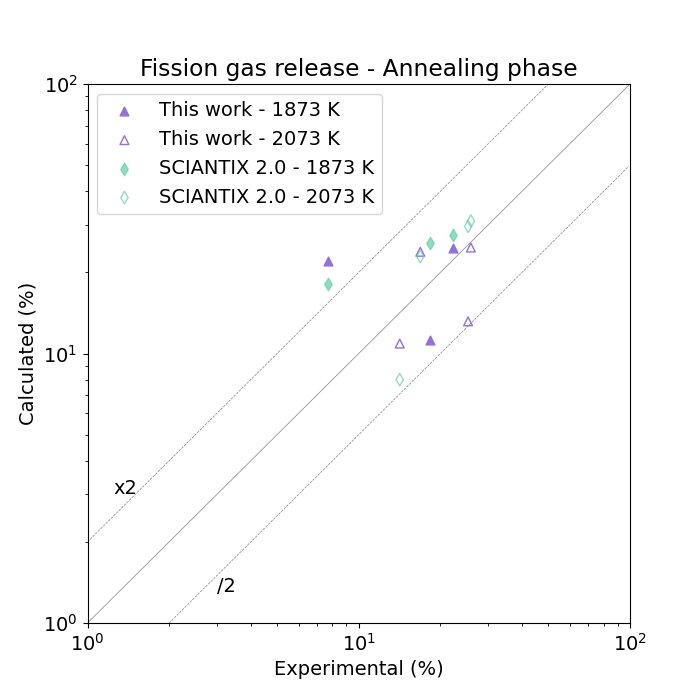 Fission gas release - Annealing phase
10²
This work - 1873 K
This work - 2073 K
SCIANTIX 2.0 - 1873 K
SCIANTIX 2.0 - 2073 K
10¹
Calculated (%)
x2
/2
10⁰
10⁰ 10¹ 10²
Experimental (%)